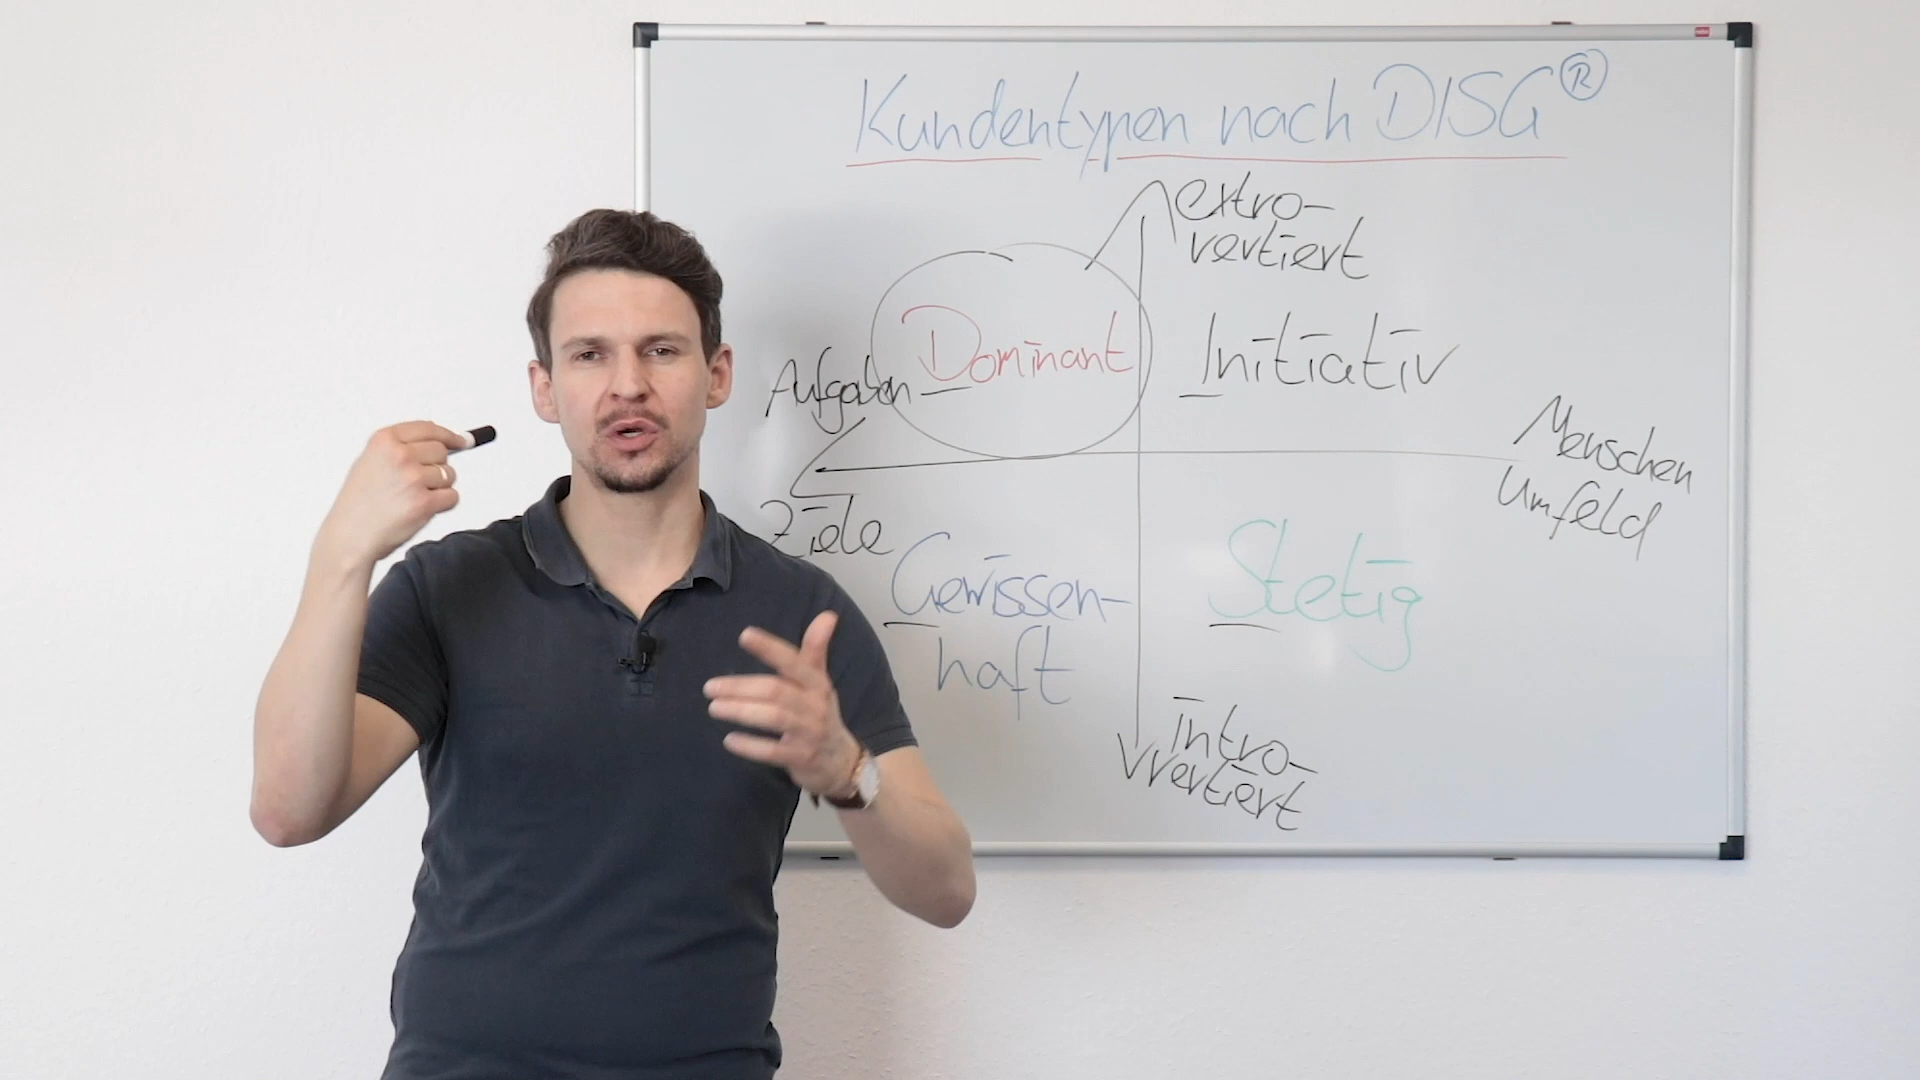 Kundentypen nach DISG®
extro-
vertiert
Dominant
Initiativ
Aufgaben
Menschen
Umfeld
Ziele
Gewissen-
haft
Stetig
intro-
vertiert